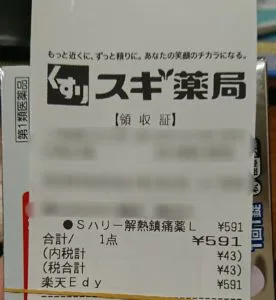 もっと近くに、ずっと頼りに。あなたの笑顔のチカラになる。
くすり スギ薬局
【領収証】
第1類医薬品
●Sハリー解熱鎮痛薬L ¥591
合計/ 1点 ¥591
(内税計 ¥43)
(税合計 ¥43)
楽天Edy ¥591